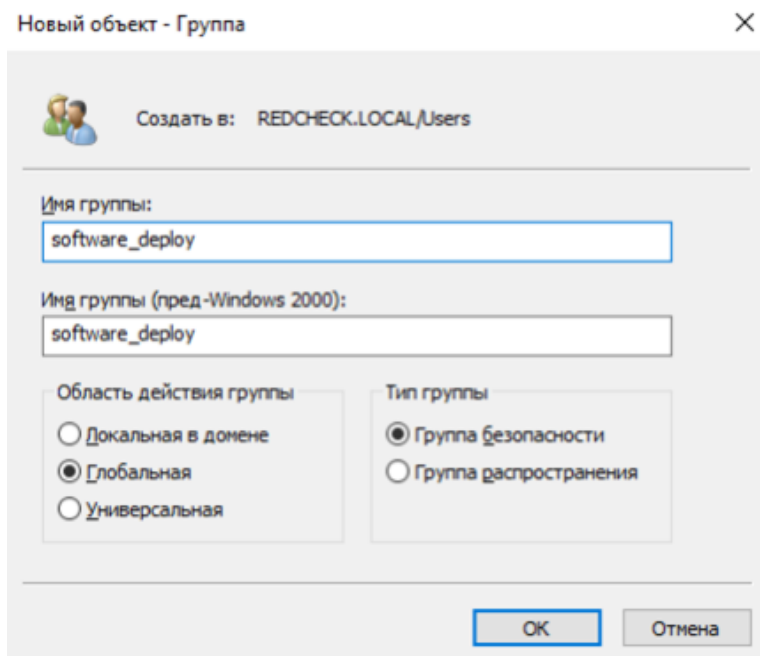 Новый объект - Группа
Создать в: REDCHECK.LOCAL/Users
Имя группы:
software_deploy
Имя группы (пред-Windows 2000):
software_deploy
Область действия группы
Локальная в домене
Глобальная
Универсальная
Тип группы
Группа безопасности
Группа распространения
ОК
Отмена